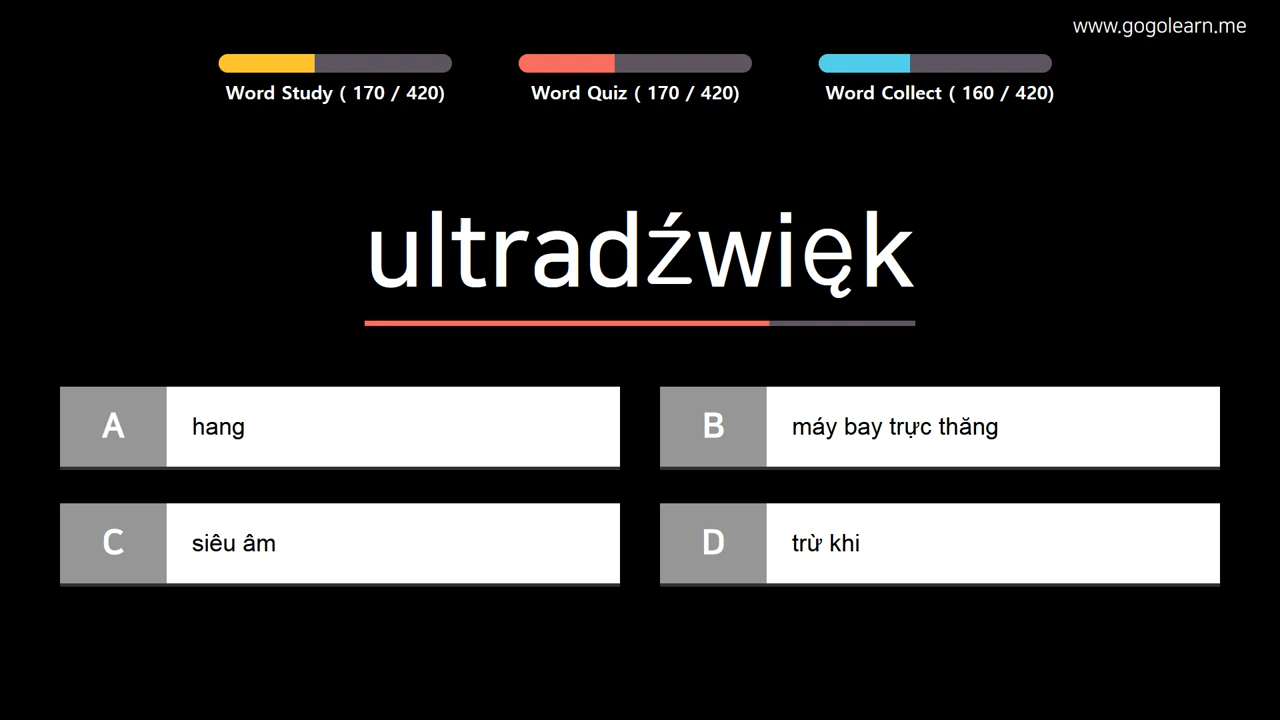 www.gogolearn.me
Word Study ( 170 / 420)
Word Quiz ( 170 / 420)
Word Collect ( 160 / 420)
ultradźwięk
A
hang
B
máy bay trực thăng
C
siêu âm
D
trừ khi